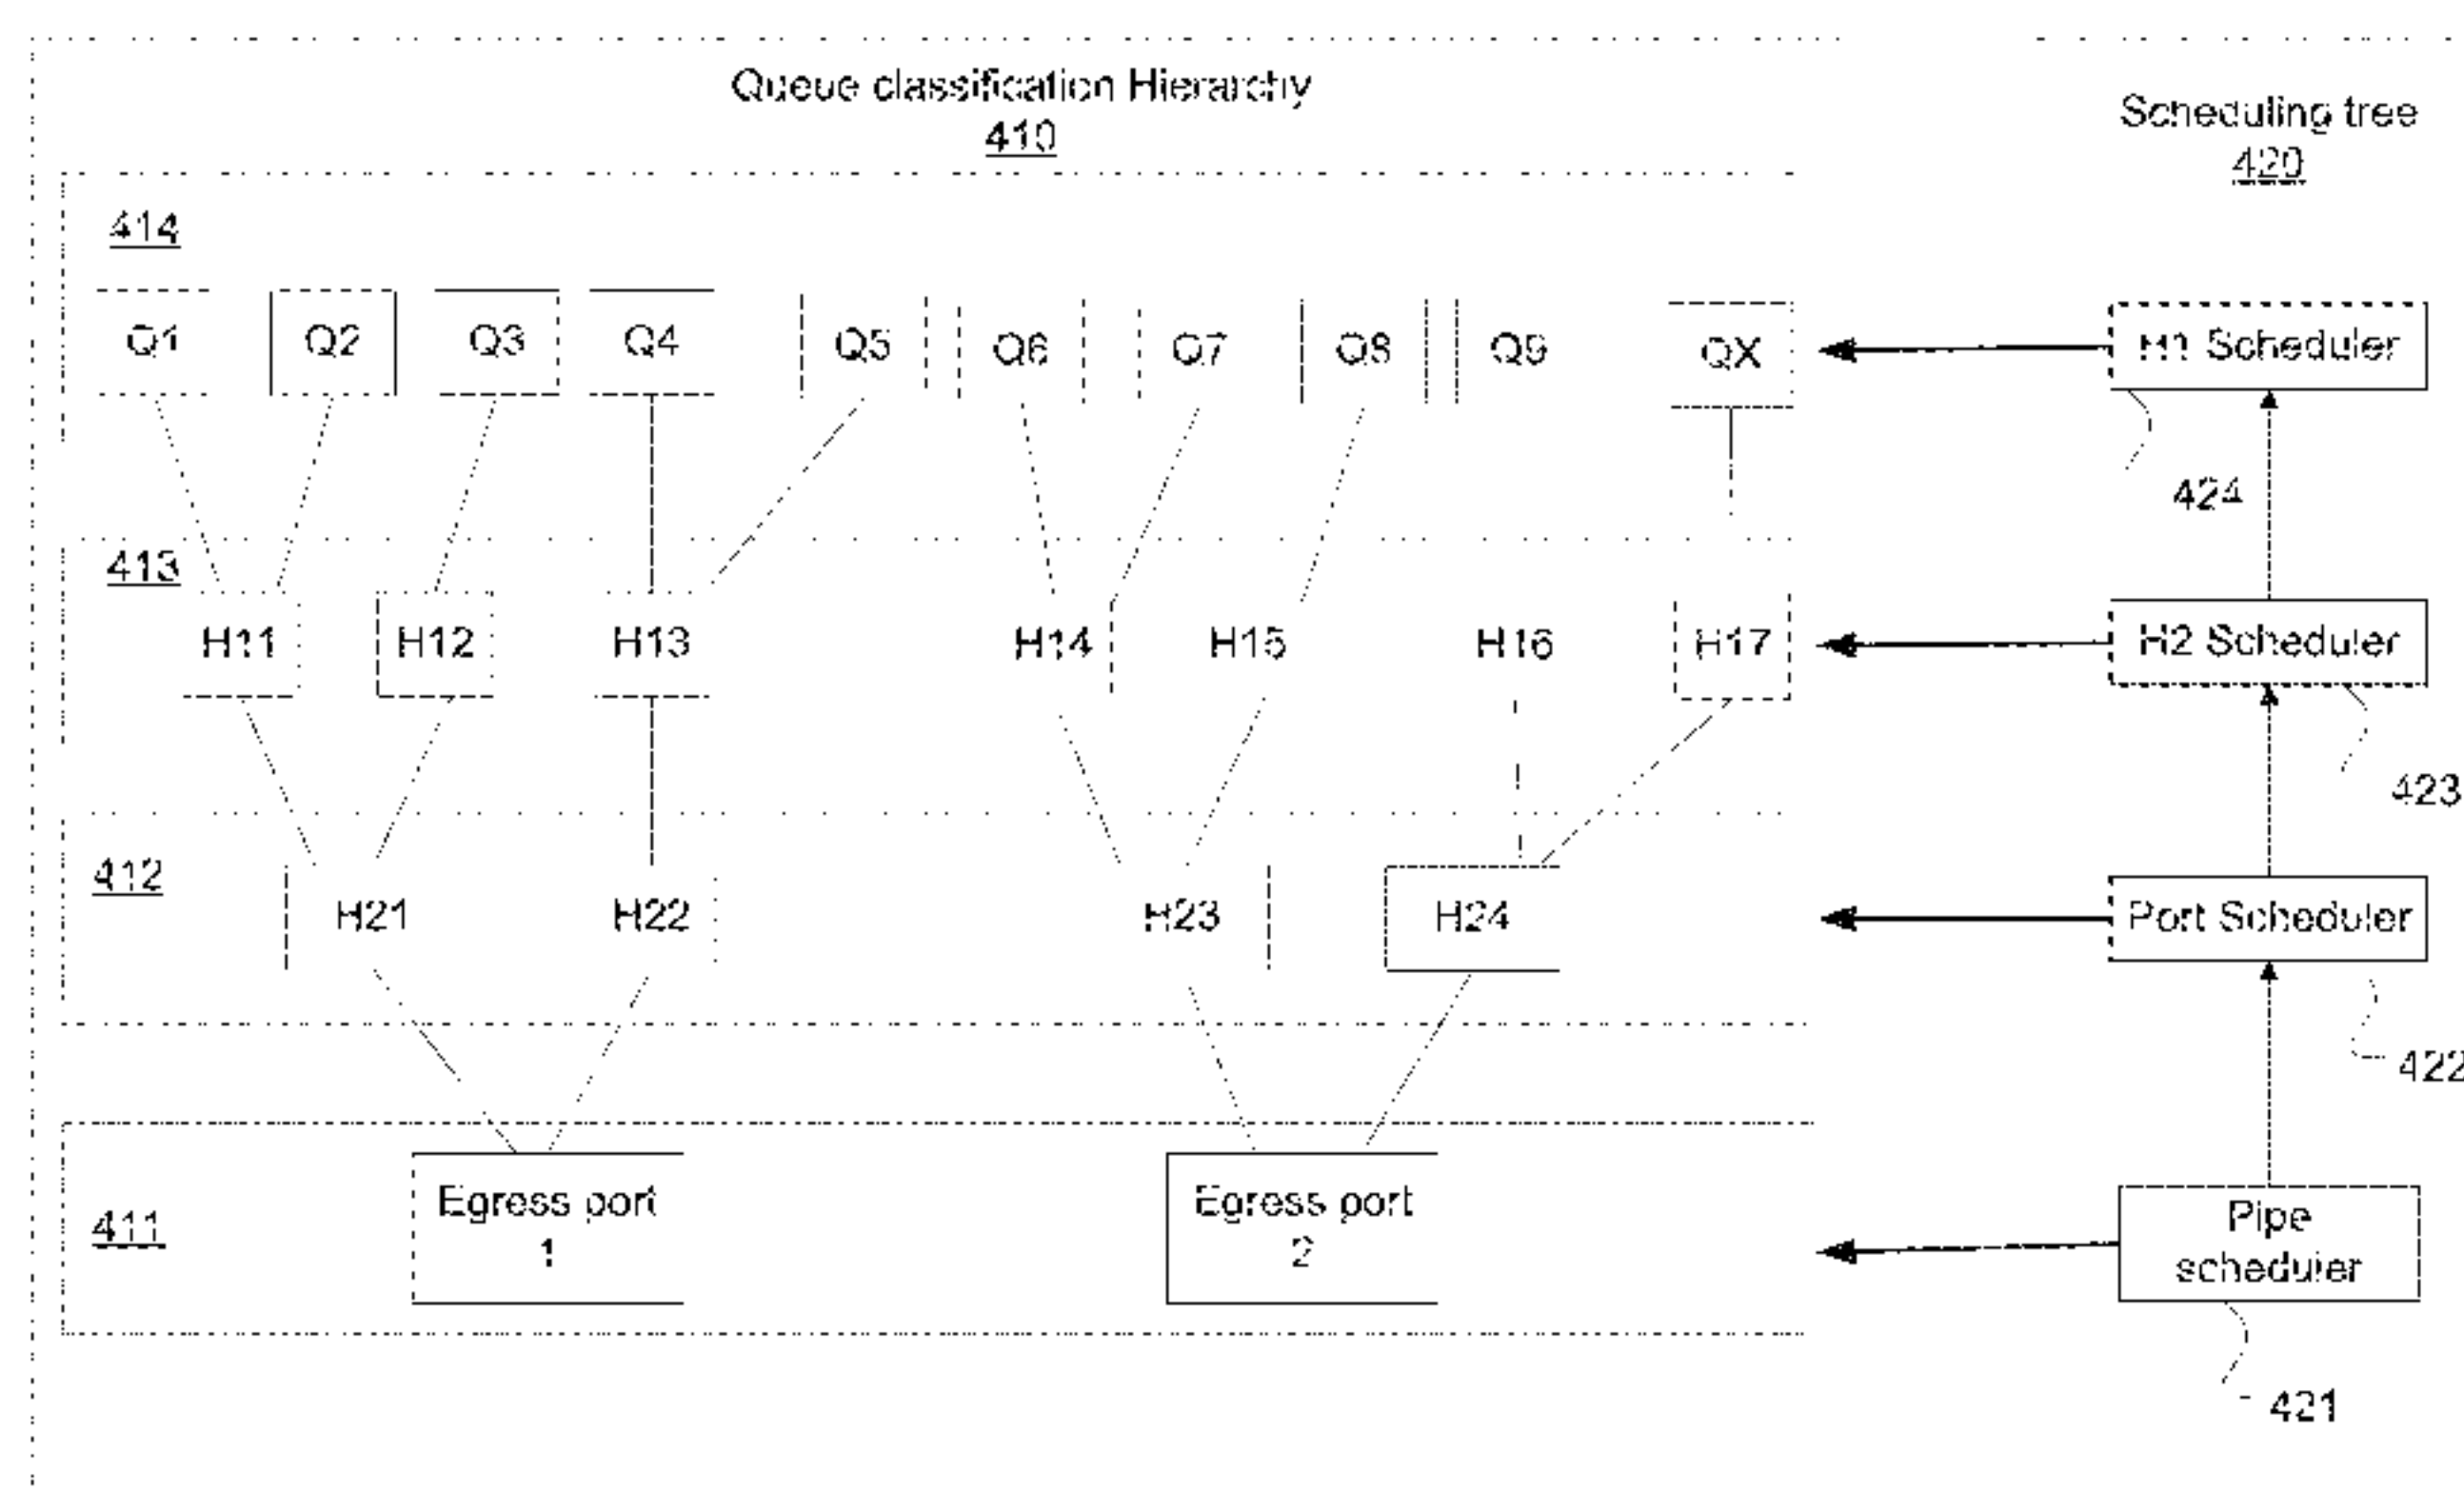 Queue classification Hierarchy
410
Scheduling tree
420
414
Q1 Q2 Q3 Q4 Q5 Q6 Q7 Q8 Q9 QX
H1 Scheduler
424
413
H11 H12 H13 H14 H15 H16 H17
H2 Scheduler
423
412
H21 H22 H23 H24
Port Scheduler
422
411
Egress port
1
Egress port
2
Pipe
scheduler
421